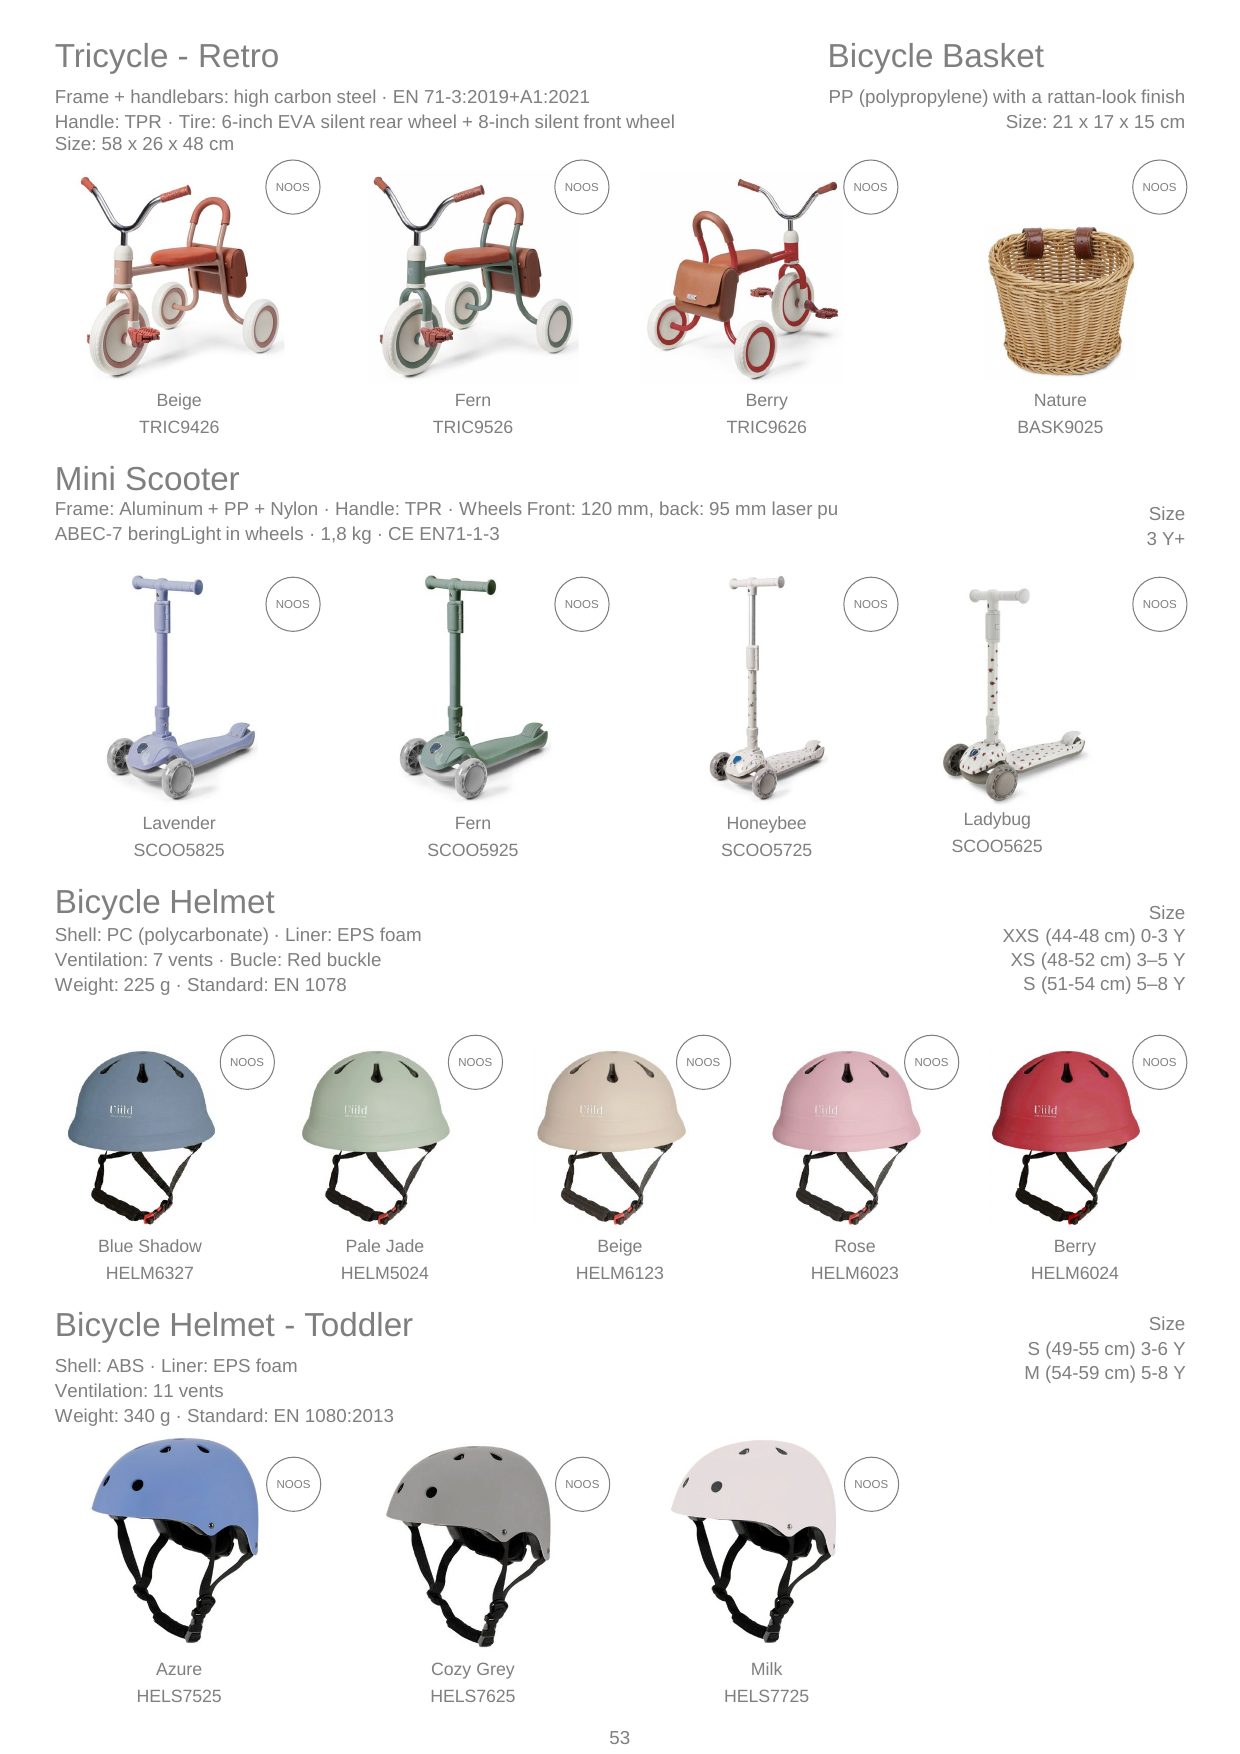 Tricycle - Retro
Frame + handlebars: high carbon steel · EN 71-3:2019+A1:2021
Handle: TPR · Tire: 6-inch EVA silent rear wheel + 8-inch silent front wheel
Size: 58 x 26 x 48 cm
Bicycle Basket
PP (polypropylene) with a rattan-look finish
Size: 21 x 17 x 15 cm
NOOS
NOOS
NOOS
NOOS
Beige
TRIC9426
Fern
TRIC9526
Berry
TRIC9626
Nature
BASK9025
Mini Scooter
Frame: Aluminum + PP + Nylon · Handle: TPR · Wheels Front: 120 mm, back: 95 mm laser pu
ABEC-7 beringLight in wheels · 1,8 kg · CE EN71-1-3
Size
3 Y+
NOOS
NOOS
NOOS
NOOS
Lavender
SCOO5825
Fern
SCOO5925
Honeybee
SCOO5725
Ladybug
SCOO5625
Bicycle Helmet
Shell: PC (polycarbonate) · Liner: EPS foam
Ventilation: 7 vents · Bucle: Red buckle
Weight: 225 g · Standard: EN 1078
Size
XXS (44-48 cm) 0-3 Y
XS (48-52 cm) 3–5 Y
S (51-54 cm) 5–8 Y
NOOS
NOOS
NOOS
NOOS
NOOS
Blue Shadow
HELM6327
Pale Jade
HELM5024
Beige
HELM6123
Rose
HELM6023
Berry
HELM6024
Bicycle Helmet - Toddler
Shell: ABS · Liner: EPS foam
Ventilation: 11 vents
Weight: 340 g · Standard: EN 1080:2013
Size
S (49-55 cm) 3-6 Y
M (54-59 cm) 5-8 Y
NOOS
NOOS
NOOS
Azure
HELS7525
Cozy Grey
HELS7625
Milk
HELS7725
53